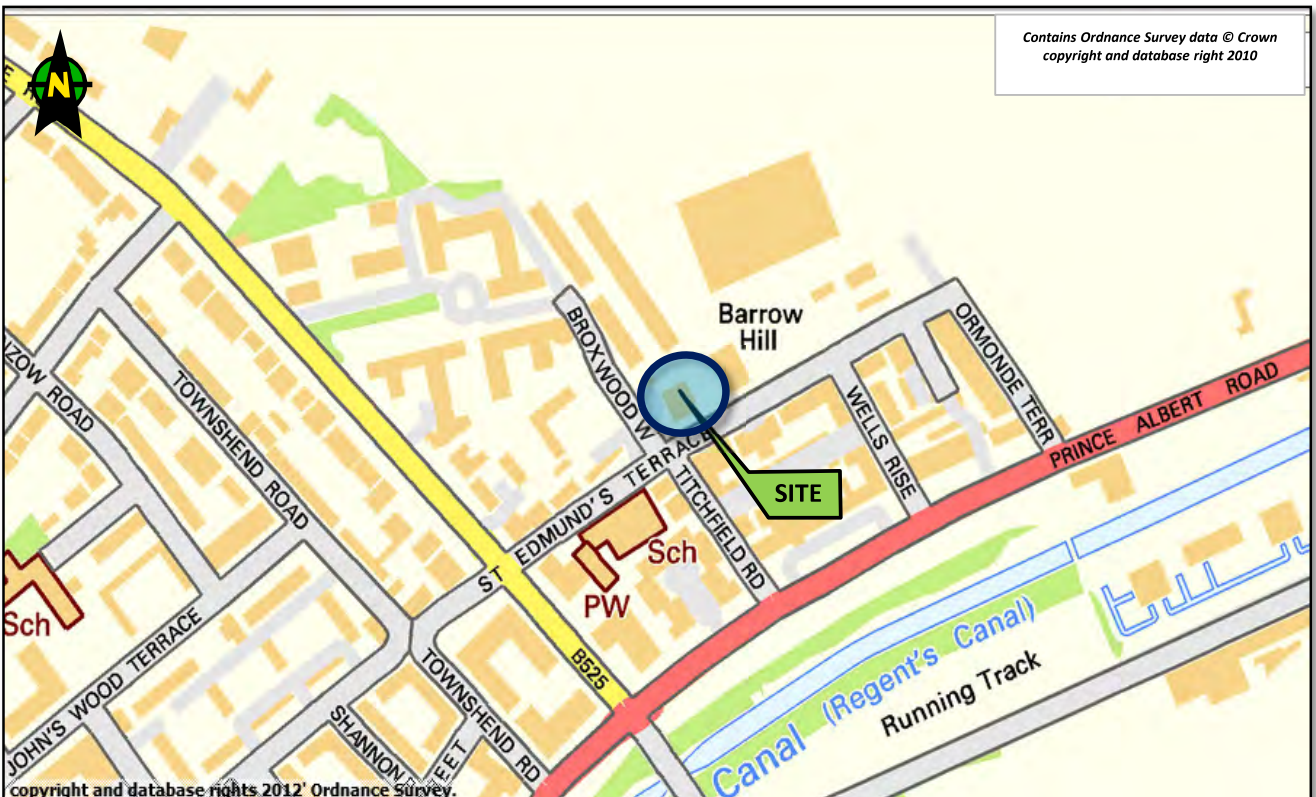 Contains Ordnance Survey data © Crown
copyright and database right 2010
N
Barrow
Hill
BROXWOOD W
ORMONDE TERR
WELLS RISE
PRINCE ALBERT ROAD
TOWNSHEND ROAD
SITE
ST EDMUND'S TERRACE
TITCHFIELD RD
Sch
PW
Sch
JOHN'S WOOD TERRACE
B525
TOWNSHEND RD
SHANNON
EET
Canal (Regent's Canal)
Running Track
copyright and database rights 2012' Ordnance Survey.